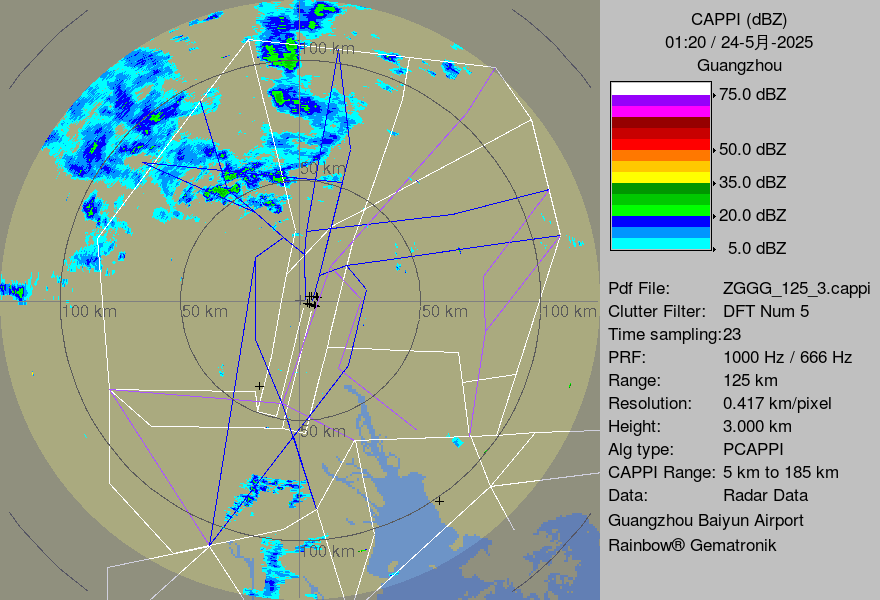 CAPPI (dBZ)
01:20 / 24-5月-2025
Guangzhou
75.0 dBZ
50.0 dBZ
35.0 dBZ
20.0 dBZ
5.0 dBZ
Pdf File: ZGGG_125_3.cappi
Clutter Filter: DFT Num 5
Time sampling:23
PRF: 1000 Hz / 666 Hz
Range: 125 km
Resolution: 0.417 km/pixel
Height: 3.000 km
Alg type: PCAPPI
CAPPI Range: 5 km to 185 km
Data: Radar Data
Guangzhou Baiyun Airport
Rainbow® Gematronik
100 km
50 km
100 km
50 km
50 km
100 km
50 km
100 km